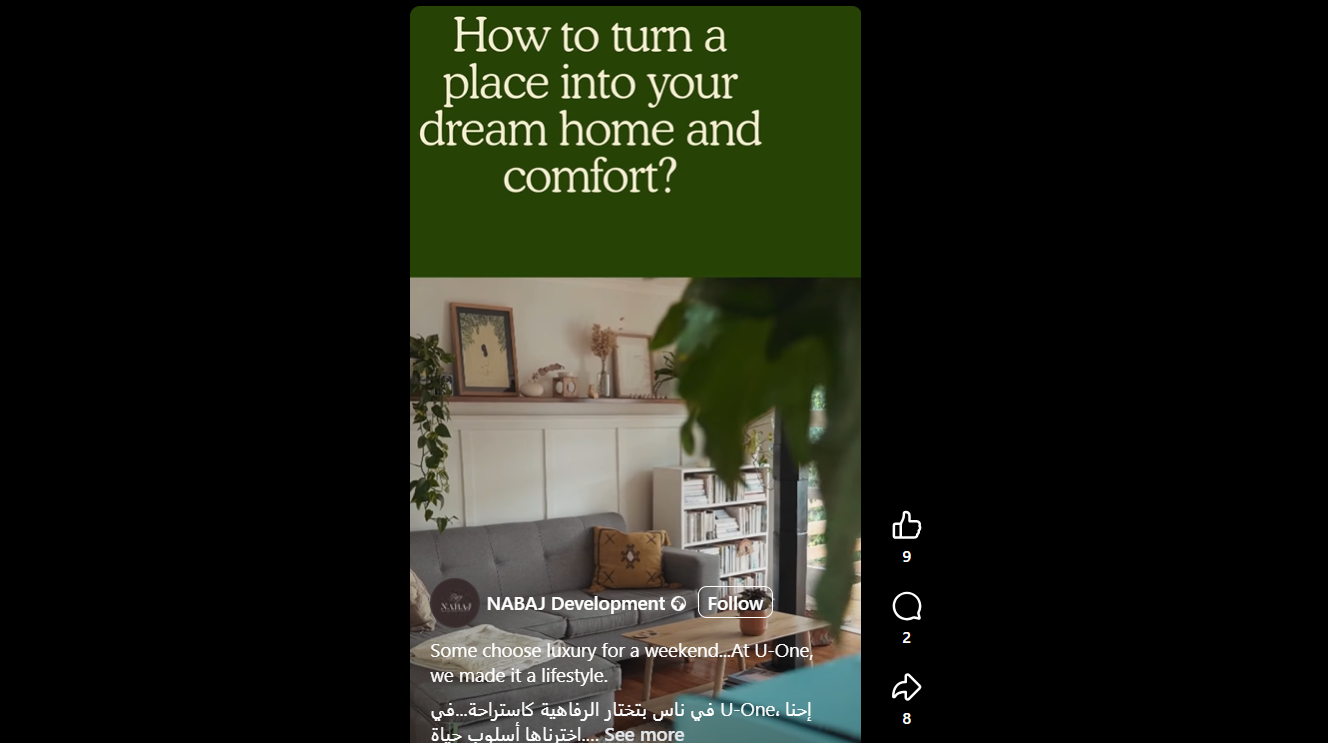 How to turn a
place into your
dream home and
comfort?
NABAJ
NABAJ Development
Follow
Some choose luxury for a weekend...At U-One,
we made it a lifestyle.
في ناس بتختار الرفاهية كاستراحة...في U-One، إحنا
اخترناها أسلوب حياة.... See more
9
2
8